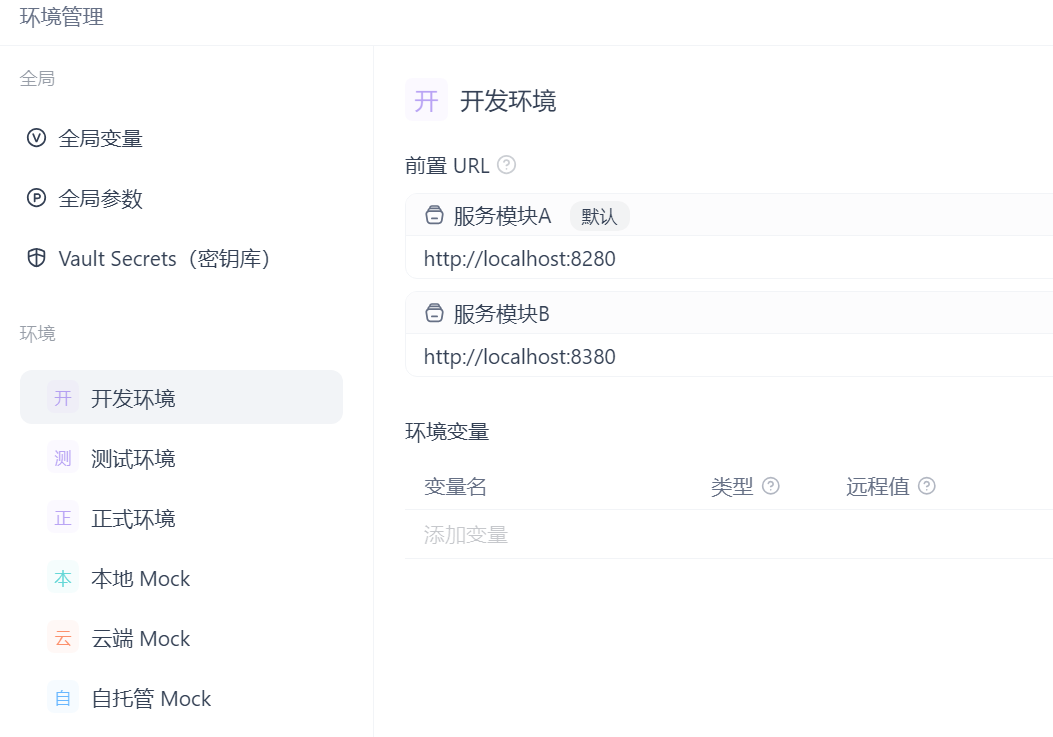 环境管理
全局
V 全局变量
P 全局参数
Vault Secrets（密钥库）
环境
开 开发环境
测 测试环境
正 正式环境
本 本地 Mock
云 云端 Mock
自 自托管 Mock
开 开发环境
前置 URL ?
服务模块A 默认
http://localhost:8280
服务模块B
http://localhost:8380
环境变量
变量名 类型 ? 远程值 ?
添加变量